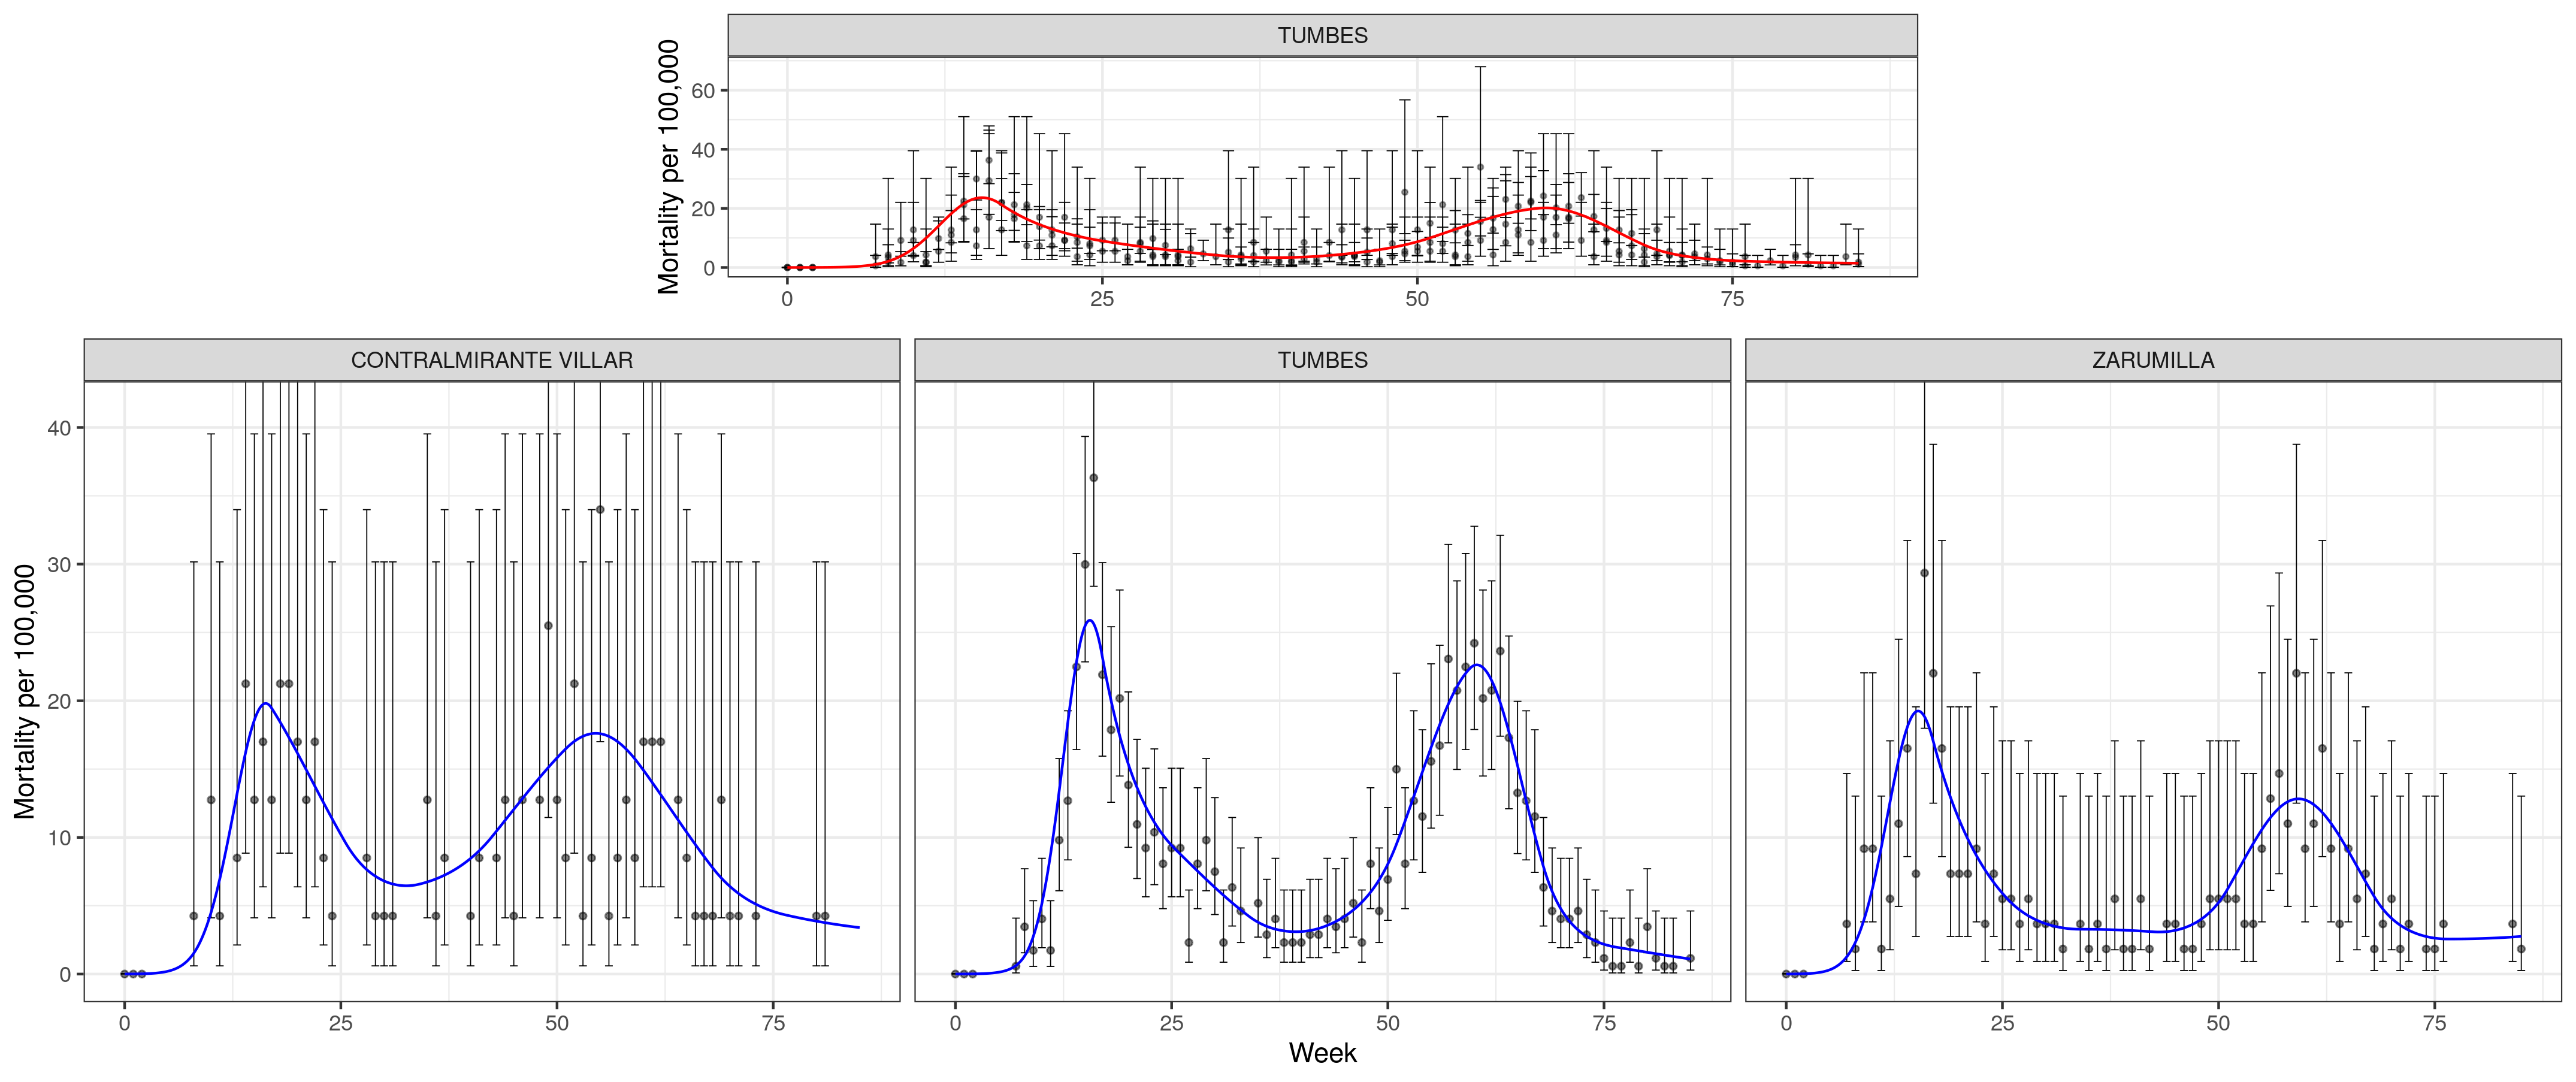 TUMBES
Mortality per 100,000
60
40
20
0
0 25 50 75
CONTRALMIRANTE VILLAR TUMBES ZARUMILLA
Mortality per 100,000
40
30
20
10
0
0 25 50 75 0 25 50 75 0 25 50 75
Week